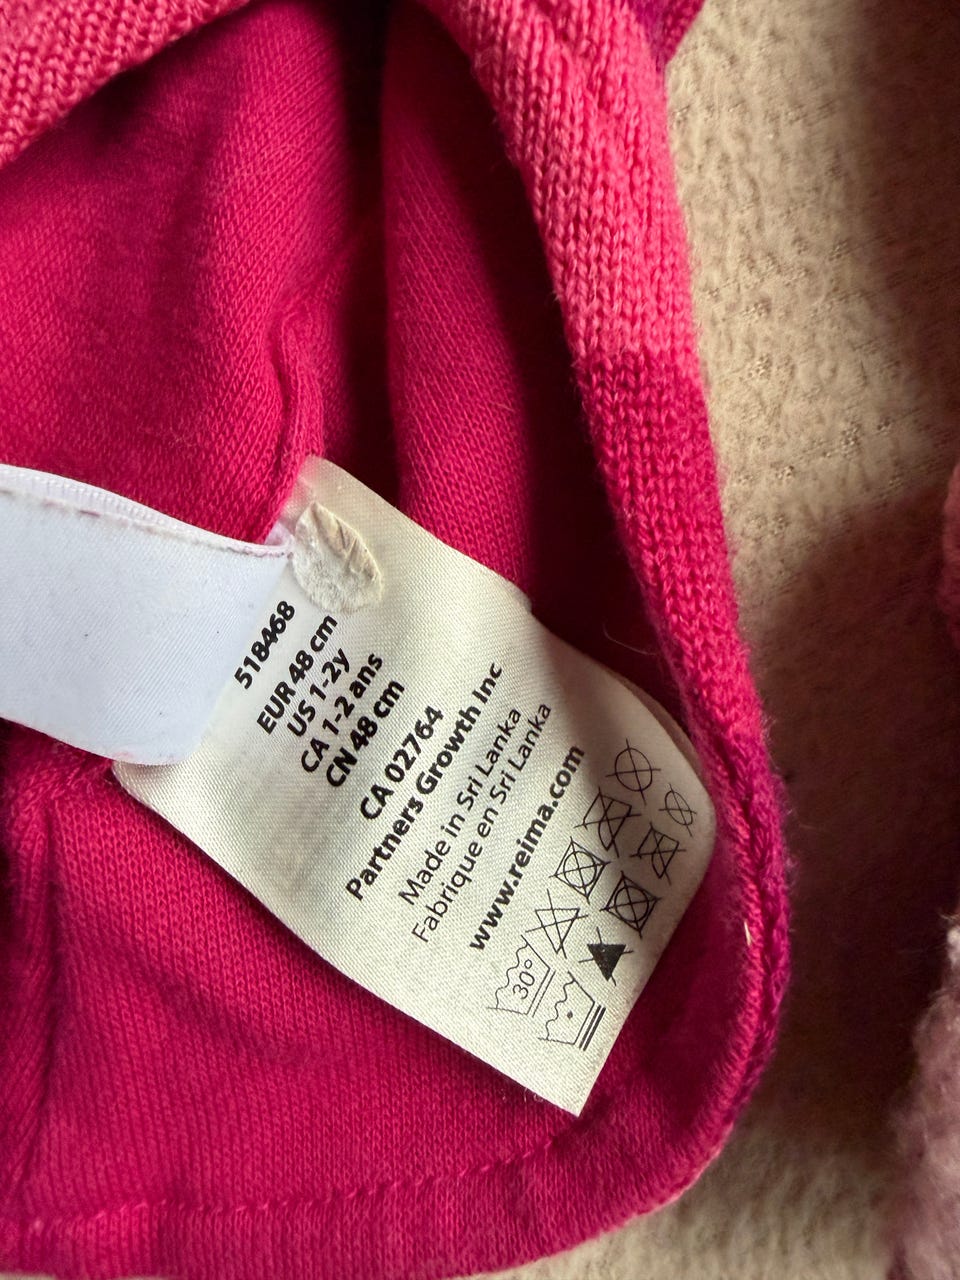 518468
EUR 48 cm
US 1-2y
CA 1-2 ans
CN 48 cm
CA 02764
Partners Growth Inc
Made in Sri Lanka
Fabrique en Sri Lanka
www.reima.com
30°